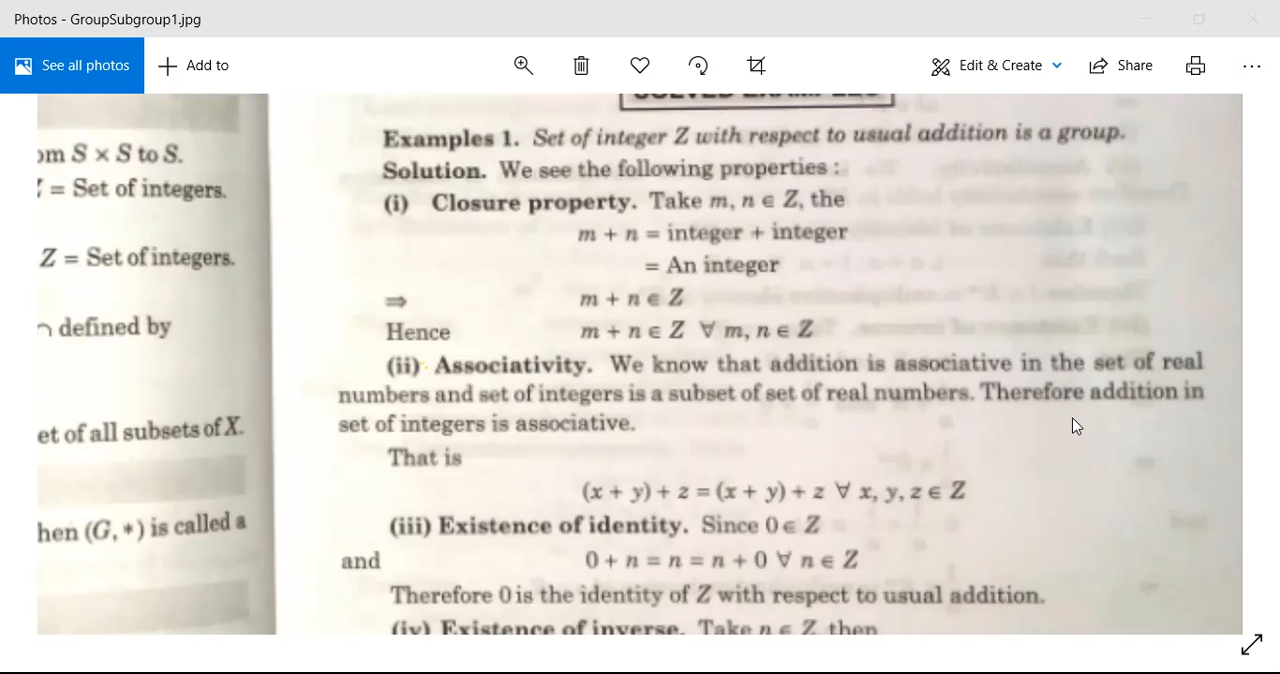 Photos - GroupSubgroup1.jpg
See all photos
Add to
Edit & Create
Share
om S × S to S.
= Set of integers.
Z = Set of integers.
defined by
et of all subsets of X.
hen (G, *) is called a
SOLVED EXAMPLES
Examples 1. Set of integer Z with respect to usual addition is a group.
Solution. We see the following properties :
(i) Closure property. Take m, n ∈ Z, the
m + n = integer + integer
= An integer
⇒ m + n ∈ Z
Hence m + n ∈ Z ∀ m, n ∈ Z
(ii) Associativity. We know that addition is associative in the set of real
numbers and set of integers is a subset of set of real numbers. Therefore addition in
set of integers is associative.
That is
(x + y) + z = (x + y) + z ∀ x, y, z ∈ Z
(iii) Existence of identity. Since 0 ∈ Z
and 0 + n = n = n + 0 ∀ n ∈ Z
Therefore 0 is the identity of Z with respect to usual addition.
(iv) Existence of inverse. Take n ∈ Z, then